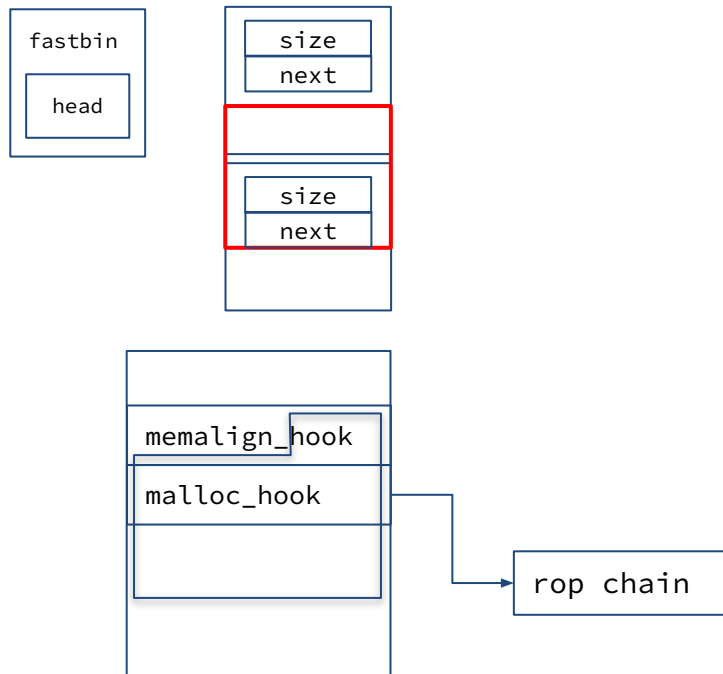 fastbin
head
size
next
size
next
memalign_hook
malloc_hook
rop chain